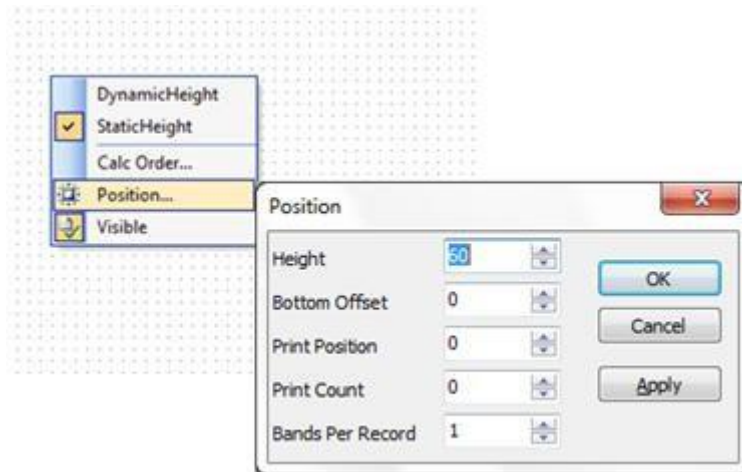 DynamicHeight
StaticHeight
Calc Order...
Position...
Visible
Position
Height 60
Bottom Offset 0
Print Position 0
Print Count 0
Bands Per Record 1
OK
Cancel
Apply